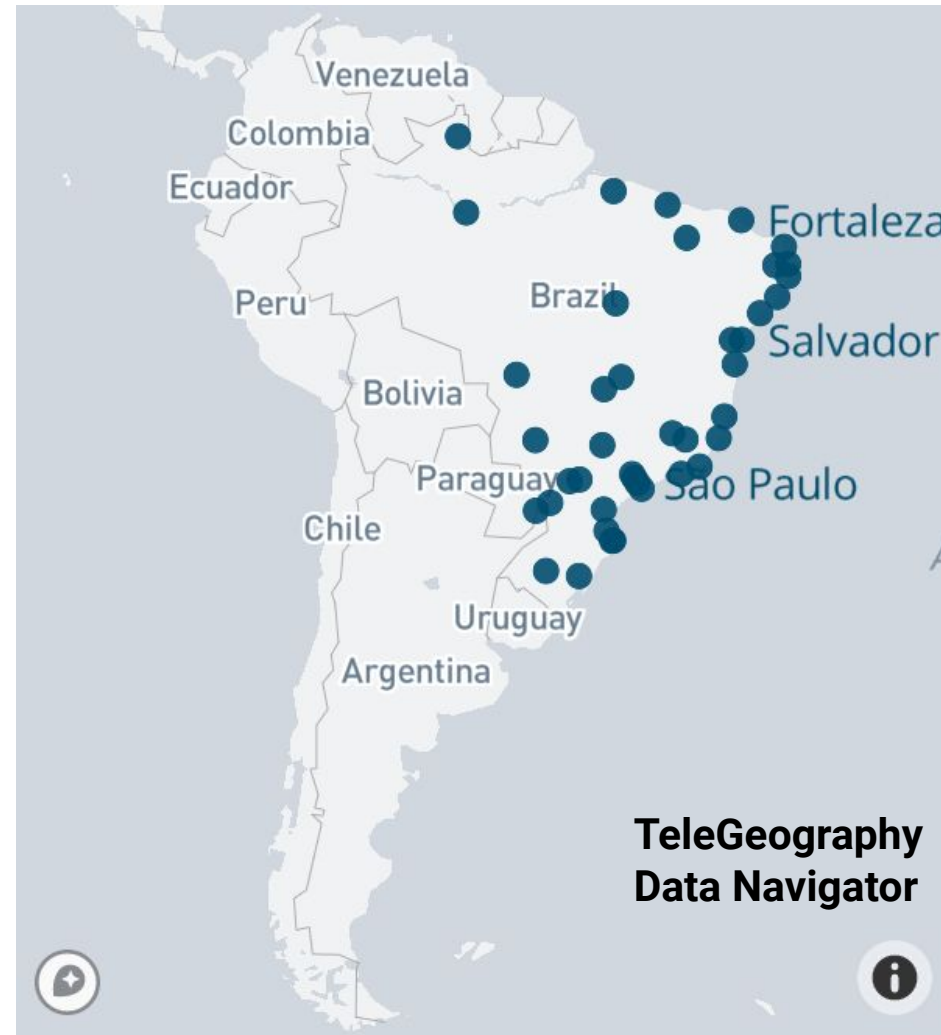 Venezuela
Colombia
Ecuador
Fortaleza
Peru
Brazil
Salvador
Bolivia
Paraguay
São Paulo
Chile
Uruguay
Argentina
TeleGeography
Data Navigator